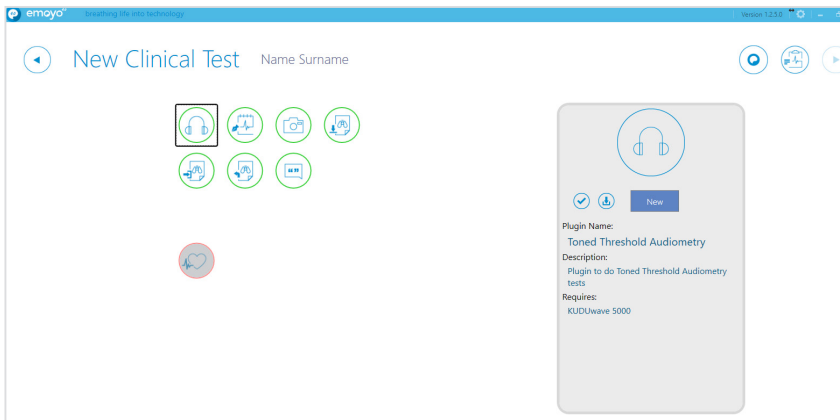 emoyo breathing life into technology Version 1.2.5.0
New Clinical Test Name Surname
New
Plugin Name:
Toned Threshold Audiometry
Description:
Plugin to do Toned Threshold Audiometry
tests
Requires:
KUDUwave 5000